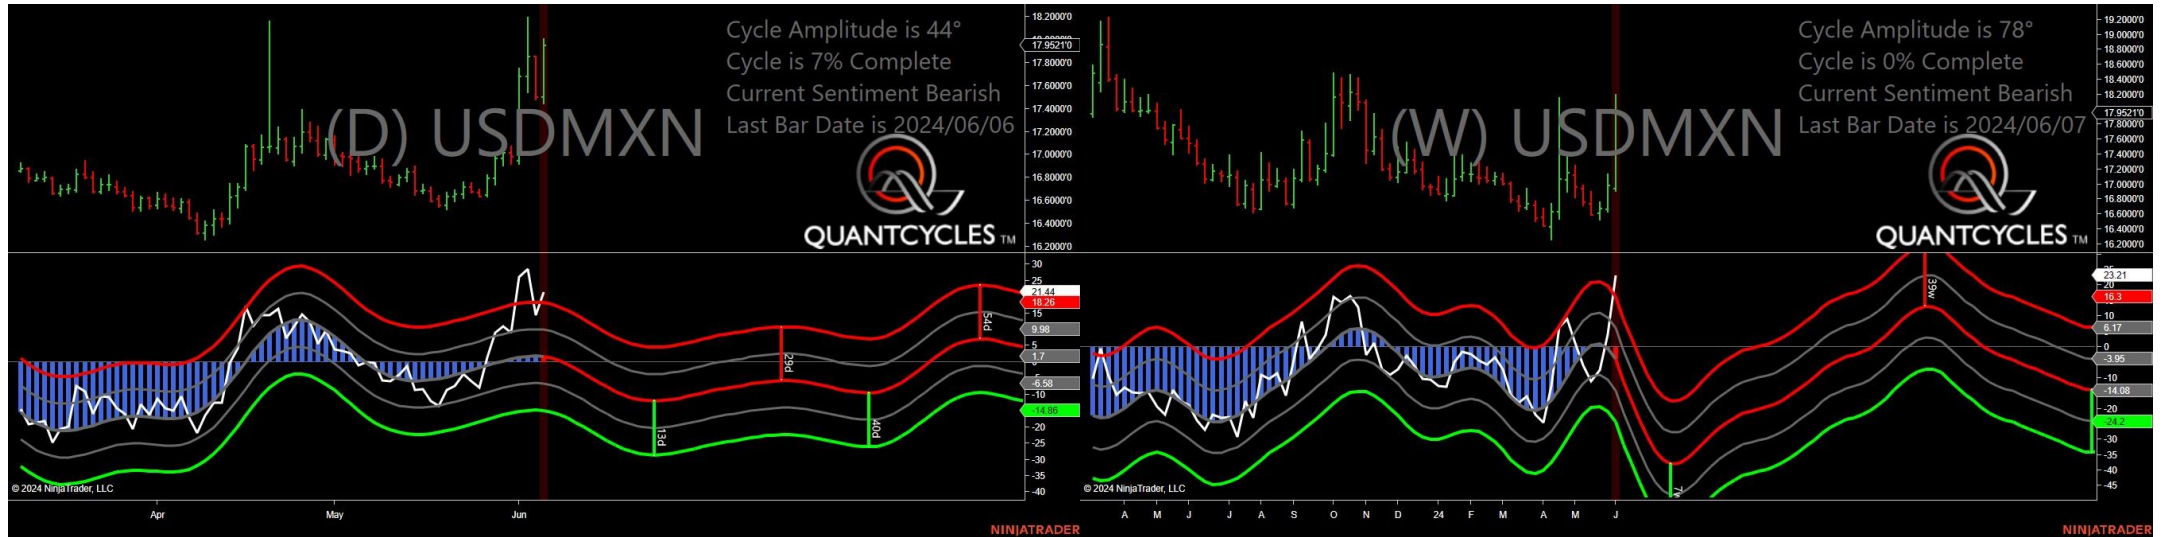 Cycle Amplitude is 44°
Cycle is 7% Complete
Current Sentiment Bearish
Last Bar Date is 2024/06/06
(D) USDMXN
QUANTCYCLES TM
18.2000'0
17.9521'0
17.8000'0
17.6000'0
17.4000'0
17.2000'0
17.0000'0
16.8000'0
16.6000'0
16.4000'0
16.2000'0
30
25
21.44
18.26
15
9.98
5
1.7
-6.58
-10
-14.86
-20
-25
-30
-35
-40
13d
29d
40d
54d
© 2024 NinjaTrader, LLC
Apr
May
Jun
NINJATRADER
Cycle Amplitude is 78°
Cycle is 0% Complete
Current Sentiment Bearish
Last Bar Date is 2024/06/07
(W) USDMXN
QUANTCYCLES TM
19.2000'0
19.0000'0
18.8000'0
18.6000'0
18.4000'0
18.2000'0
17.9521'0
17.8000'0
17.6000'0
17.4000'0
17.2000'0
17.0000'0
16.8000'0
16.6000'0
16.4000'0
16.2000'0
23.21
20
16.3
10
6.17
0
-3.95
-10
-14.08
-20
-24.2
-30
-35
-40
-45
39w
© 2024 NinjaTrader, LLC
A M J J A S O N D 24 F M A M J
NINJATRADER